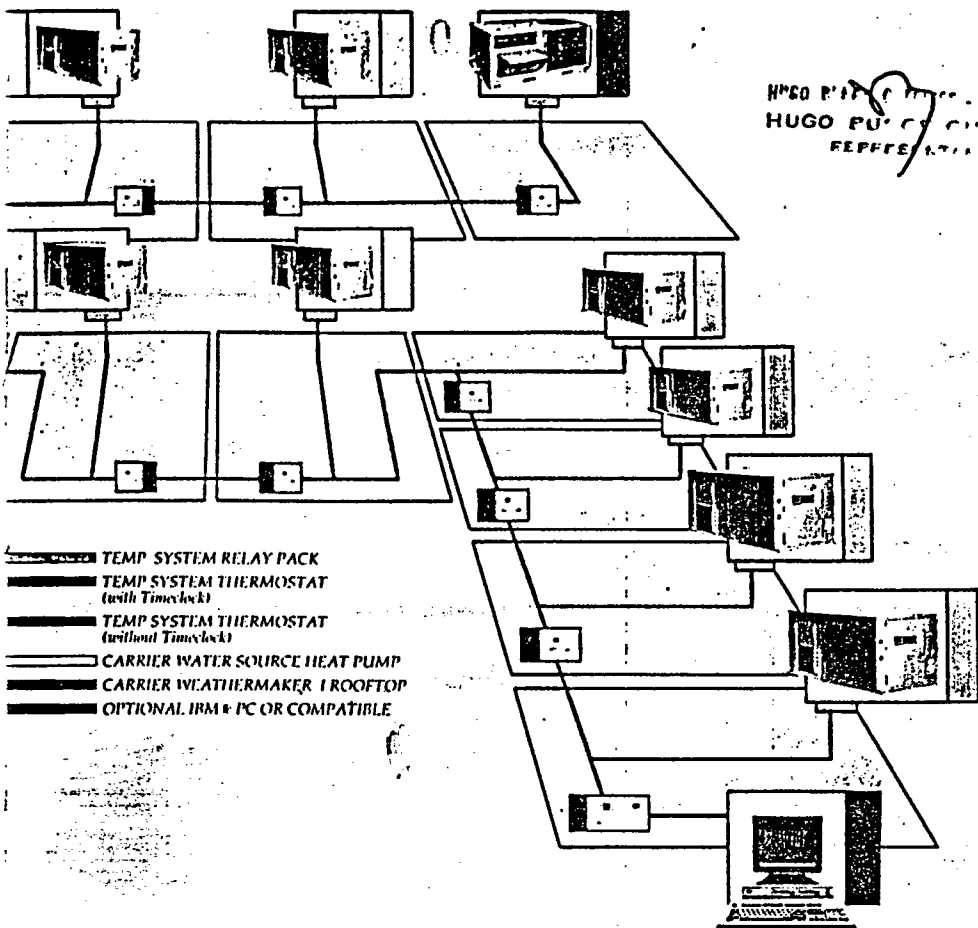 HUGO
HUGO
TEMP SYSTEM RELAY PACK
TEMP SYSTEM THERMOSTAT
(with Timeclock)
TEMP SYSTEM THERMOSTAT
(without Timeclock)
CARRIER WATER SOURCE HEAT PUMP
CARRIER WEATHERMAKER I ROOFTOP
OPTIONAL IBM PC OR COMPATIBLE